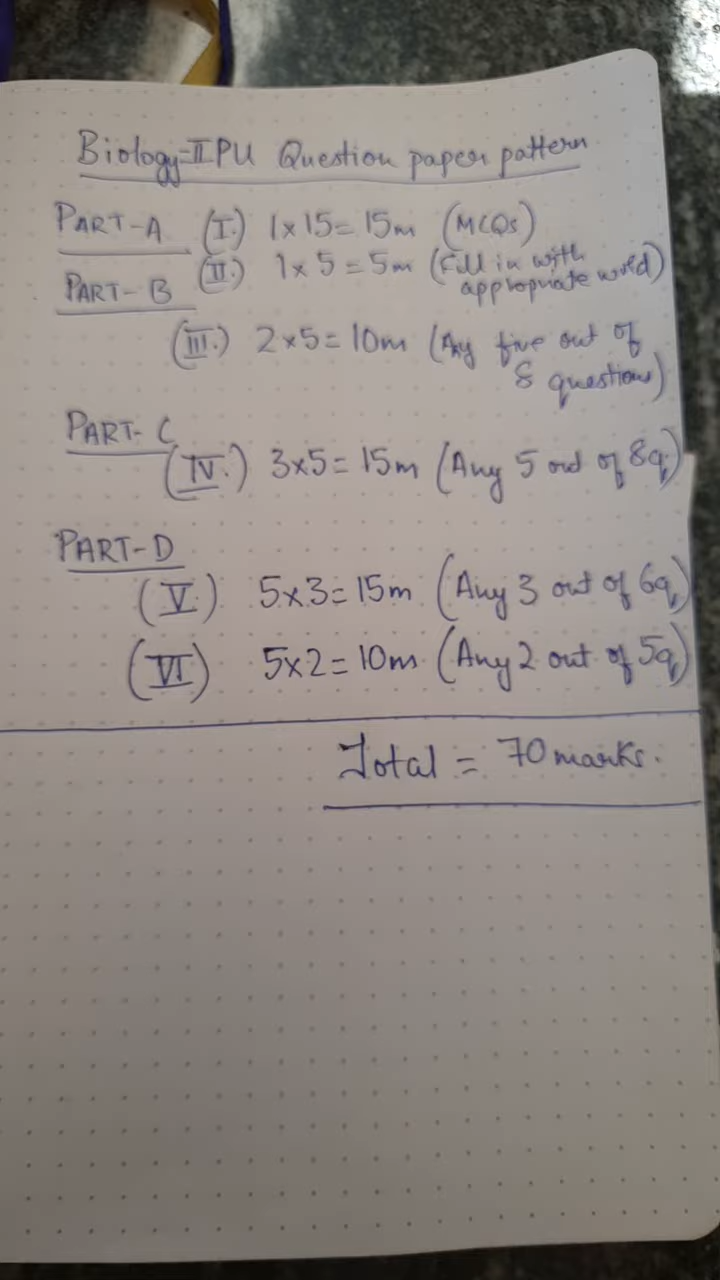 Biology-II PU Question paper pattern
PART-A (I.) 1x15=15m (MCQs)
(II.) 1x5=5m (Fill in with
appropriate word)
PART-B
(III.) 2x5=10m (Any five out of
8 questions)
PART-C
(IV.) 3x5=15m (Any 5 out of 8q)
PART-D
(V) 5x3=15m (Any 3 out of 6q)
(VI) 5x2=10m (Any 2 out of 5q)
Total = 70 marks.